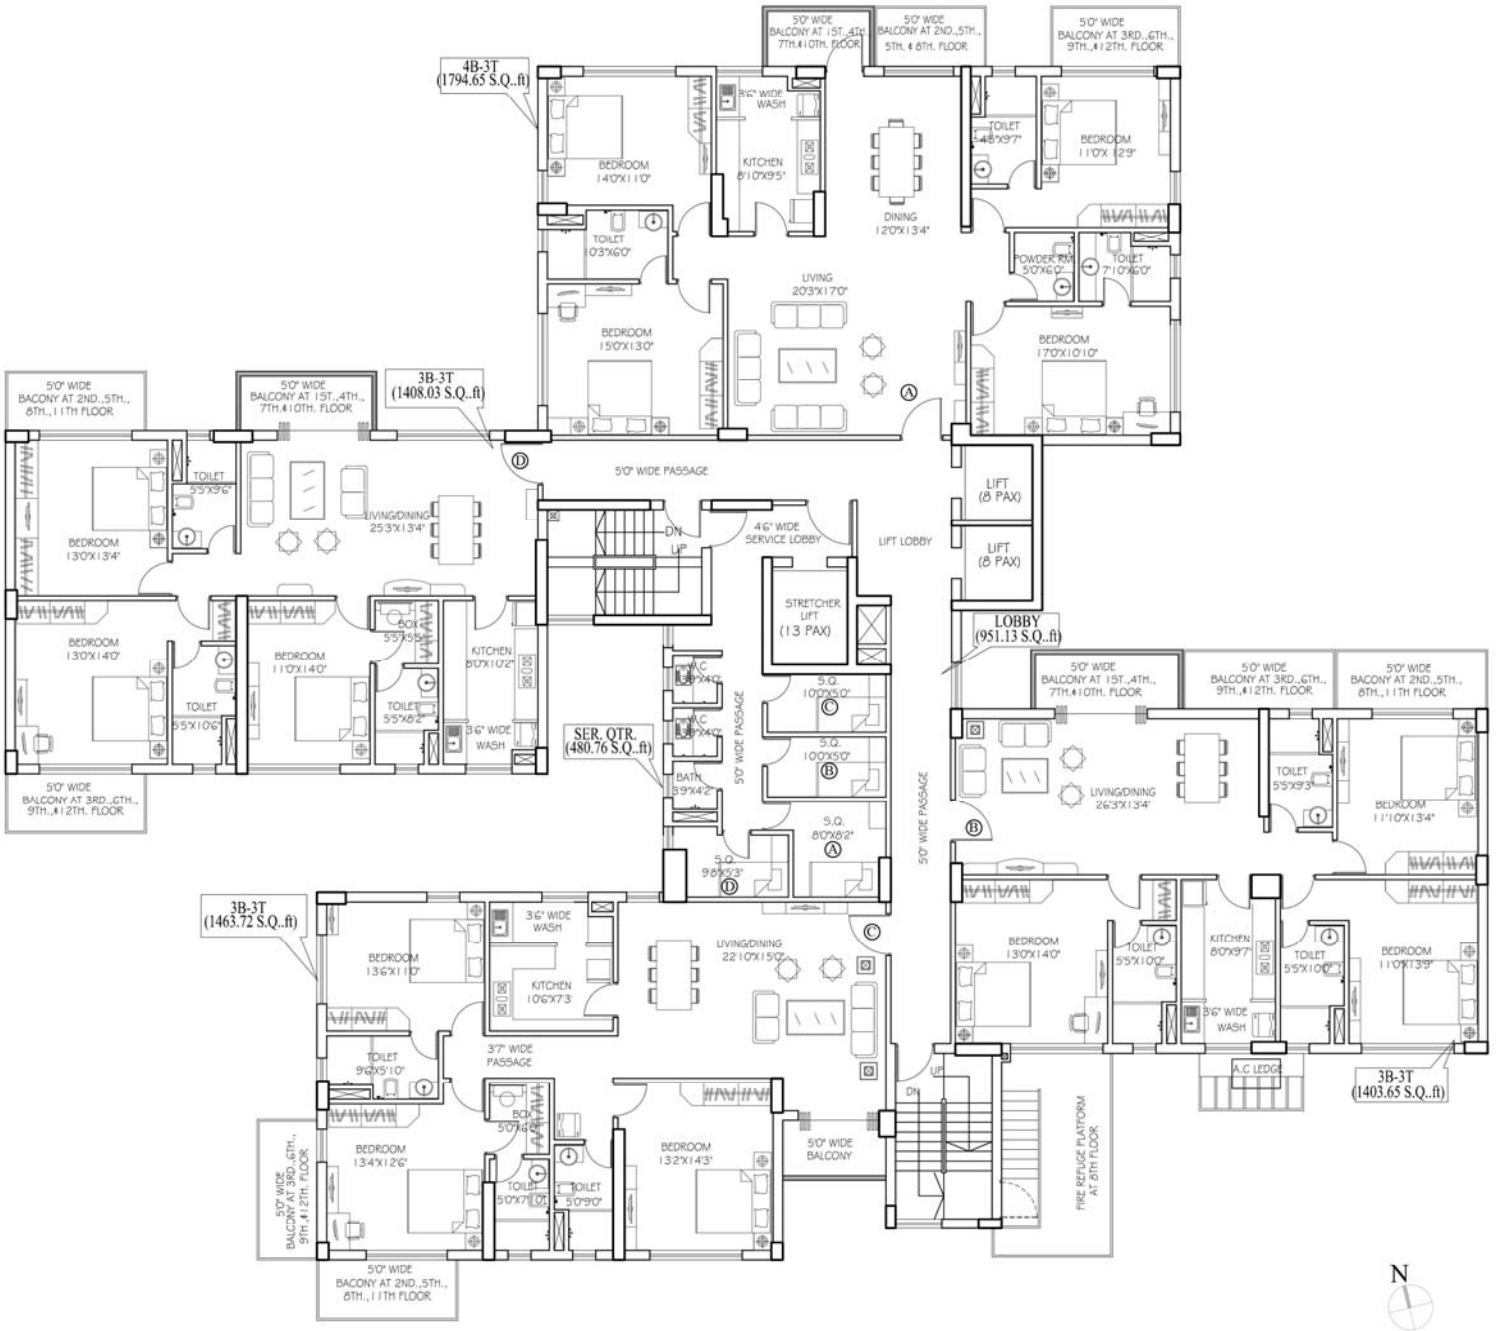 5'0" WIDE
BALCONY AT 1ST.,4TH.,
7TH.&10TH. FLOOR
5'0" WIDE
BALCONY AT 2ND.,5TH.,
5TH. & 8TH. FLOOR
5'0" WIDE
BALCONY AT 3RD.,6TH.,
9TH.,&12TH. FLOOR
4B-3T
(1794.65 S.Q..ft)
3'6" WIDE
WASH
BEDROOM
14'0"X11'0"
KITCHEN
8'10"X9'5"
DINING
12'0"X13'4"
TOILET
4'5"X9'7"
BEDROOM
11'0"X 12'9"
TOILET
10'3"X6'0"
LIVING
20'3"X17'0"
POWDER RM.
5'0"X6'0"
TOILET
7'10"X6'0"
BEDROOM
15'0"X13'0"
BEDROOM
17'0"X10'10"
A
5'0" WIDE
BACONY AT 2ND.,5TH.,
8TH.,11TH FLOOR
5'0" WIDE
BALCONY AT 1ST.,4TH.,
7TH.&10TH. FLOOR
3B-3T
(1408.03 S.Q..ft)
D
5'0" WIDE PASSAGE
TOILET
5'5"X9'6"
LIVING/DINING
25'3"X13'4"
BEDROOM
13'0"X13'4"
DN
UP
4'6" WIDE
SERVICE LOBBY
LIFT LOBBY
LIFT
(8 PAX)
LIFT
(8 PAX)
STRETCHER
LIFT
(13 PAX)
LOBBY
(951.13 S.Q..ft)
BEDROOM
13'0"X14'0"
BEDROOM
11'0"X14'0"
BOX
5'5"X5'5"
KITCHEN
8'0"X10'2"
TOILET
5'5"X10'6"
TOILET
5'5"X8'2"
3'6" WIDE
WASH
5'0" WIDE
BALCONY AT 3RD.,6TH.,
9TH.,&12TH. FLOOR
SER. QTR.
(480.76 S.Q..ft)
W.C
3'9"X4'0"
W.C
3'9"X4'0"
BATH
3'9"X4'2"
5'0" WIDE PASSAGE
S.Q.
10'0"X5'0"
C
S.Q.
10'0"X5'0"
B
S.Q.
8'0"X8'2"
A
S.Q.
9'8"X5'3"
D
5'0" WIDE PASSAGE
5'0" WIDE
BALCONY AT 1ST.,4TH.,
7TH.&10TH. FLOOR
5'0" WIDE
BALCONY AT 3RD.,6TH.,
9TH.,&12TH. FLOOR
5'0" WIDE
BALCONY AT 2ND.,5TH.,
8TH.,11TH FLOOR
LIVING/DINING
26'3"X13'4"
B
TOILET
5'5"X9'3"
BEDROOM
11'10"X13'4"
BEDROOM
13'0"X14'0"
TOILET
5'5"X10'0"
KITCHEN
8'0"X9'7"
TOILET
5'5"X10'0"
BEDROOM
11'0"X13'9"
3'6" WIDE
WASH
A.C LEDGE
3B-3T
(1403.65 S.Q..ft)
3B-3T
(1463.72 S.Q..ft)
3'6" WIDE
WASH
LIVING/DINING
22'10"X15'0"
C
BEDROOM
13'6"X11'0"
KITCHEN
10'6"X7'3"
3'7" WIDE
PASSAGE
TOILET
9'6"X5'10"
BOX
5'0"X6'0"
BEDROOM
13'4"X12'6"
BEDROOM
13'2"X14'3"
5'0" WIDE
BALCONY
TOILET
5'0"X7'10"
TOILET
5'0"9'0"
UP
DN
FIRE REFUGE PLATFORM
AT 8TH FLOOR
5'0" WIDE
BALCONY AT 3RD.,6TH.,
9TH.,&12TH. FLOOR
5'0" WIDE
BACONY AT 2ND.,5TH.,
8TH.,11TH FLOOR
N